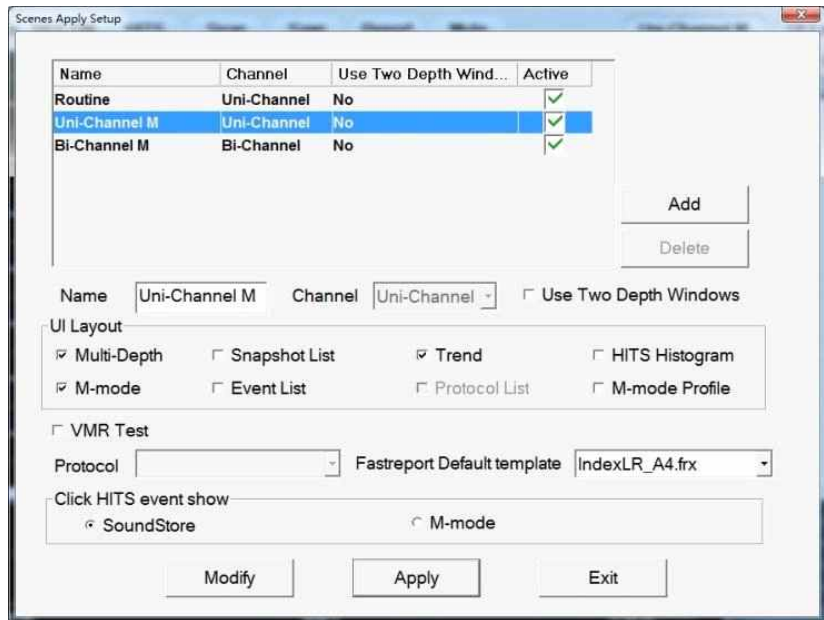 Scenes Apply Setup
Name Channel Use Two Depth Wind... Active
Routine Uni-Channel No
Uni-Channel M Uni-Channel No
Bi-Channel M Bi-Channel No
Add
Delete
Name Uni-Channel M Channel Uni-Channel Use Two Depth Windows
UI Layout
Multi-Depth Snapshot List Trend HITS Histogram
M-mode Event List Protocol List M-mode Profile
VMR Test
Protocol Fastreport Default template IndexLR_A4.frx
Click HITS event show
SoundStore M-mode
Modify Apply Exit